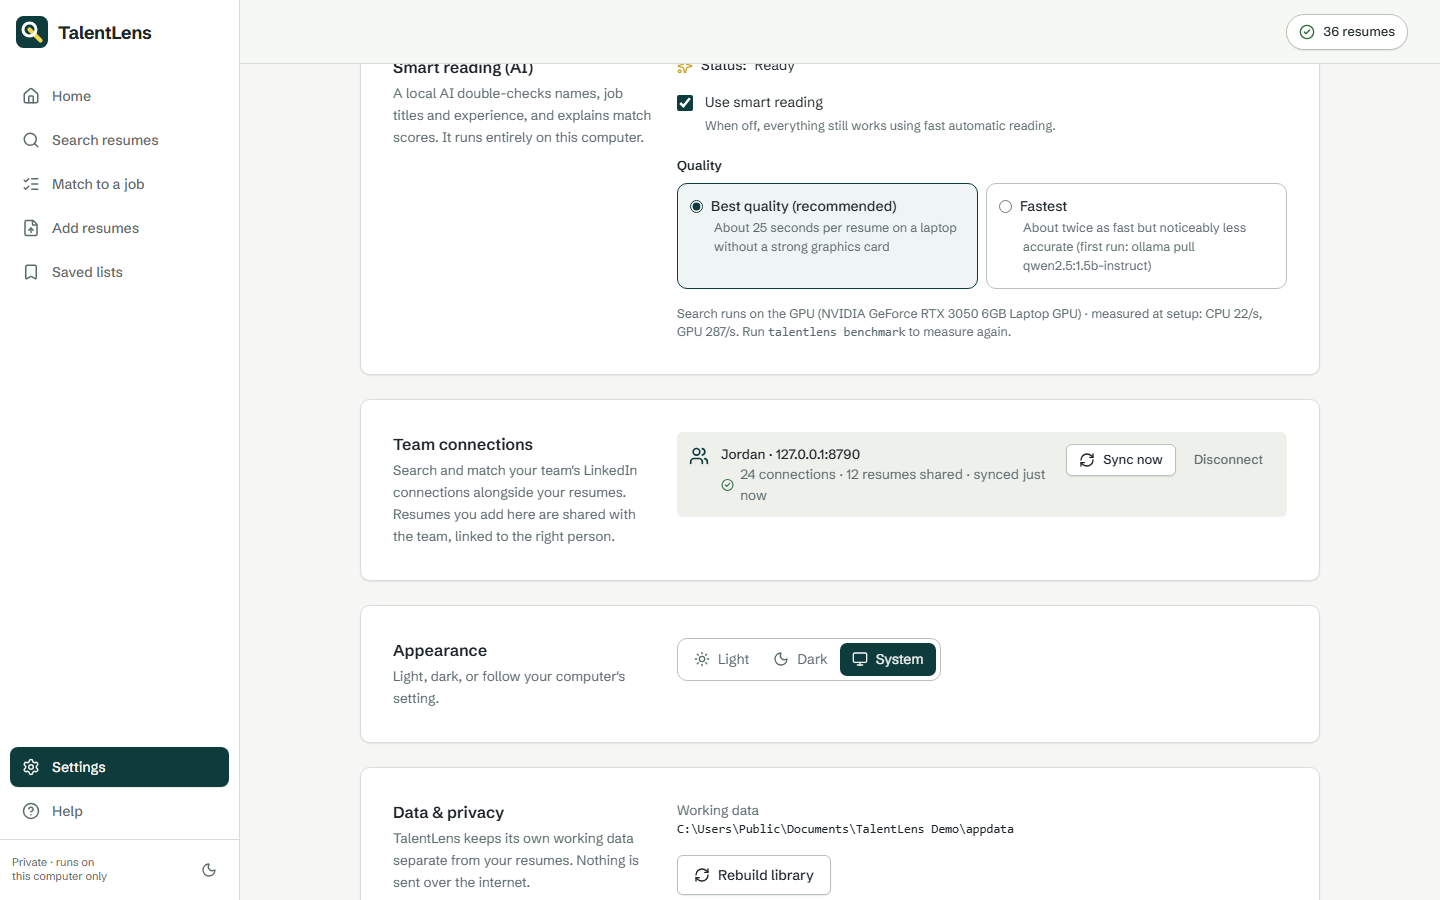 TalentLens
36 resumes
Home
Search resumes
Match to a job
Add resumes
Saved lists
Settings
Help
Private · runs on
this computer only
Smart reading (AI)
A local AI double-checks names, job
titles and experience, and explains match
scores. It runs entirely on this computer.
Status: Ready
Use smart reading
When off, everything still works using fast automatic reading.
Quality
Best quality (recommended)
About 25 seconds per resume on a laptop
without a strong graphics card
Fastest
About twice as fast but noticeably less
accurate (first run: ollama pull
qwen2.5:1.5b-instruct)
Search runs on the GPU (NVIDIA GeForce RTX 3050 6GB Laptop GPU) · measured at setup: CPU 22/s,
GPU 287/s. Run talentlens benchmark to measure again.
Team connections
Search and match your team's LinkedIn
connections alongside your resumes.
Resumes you add here are shared with
the team, linked to the right person.
Jordan · 127.0.0.1:8790
24 connections · 12 resumes shared · synced just
now
Sync now
Disconnect
Appearance
Light, dark, or follow your computer's
setting.
Light
Dark
System
Data & privacy
TalentLens keeps its own working data
separate from your resumes. Nothing is
sent over the internet.
Working data
C:\Users\Public\Documents\TalentLens Demo\appdata
Rebuild library